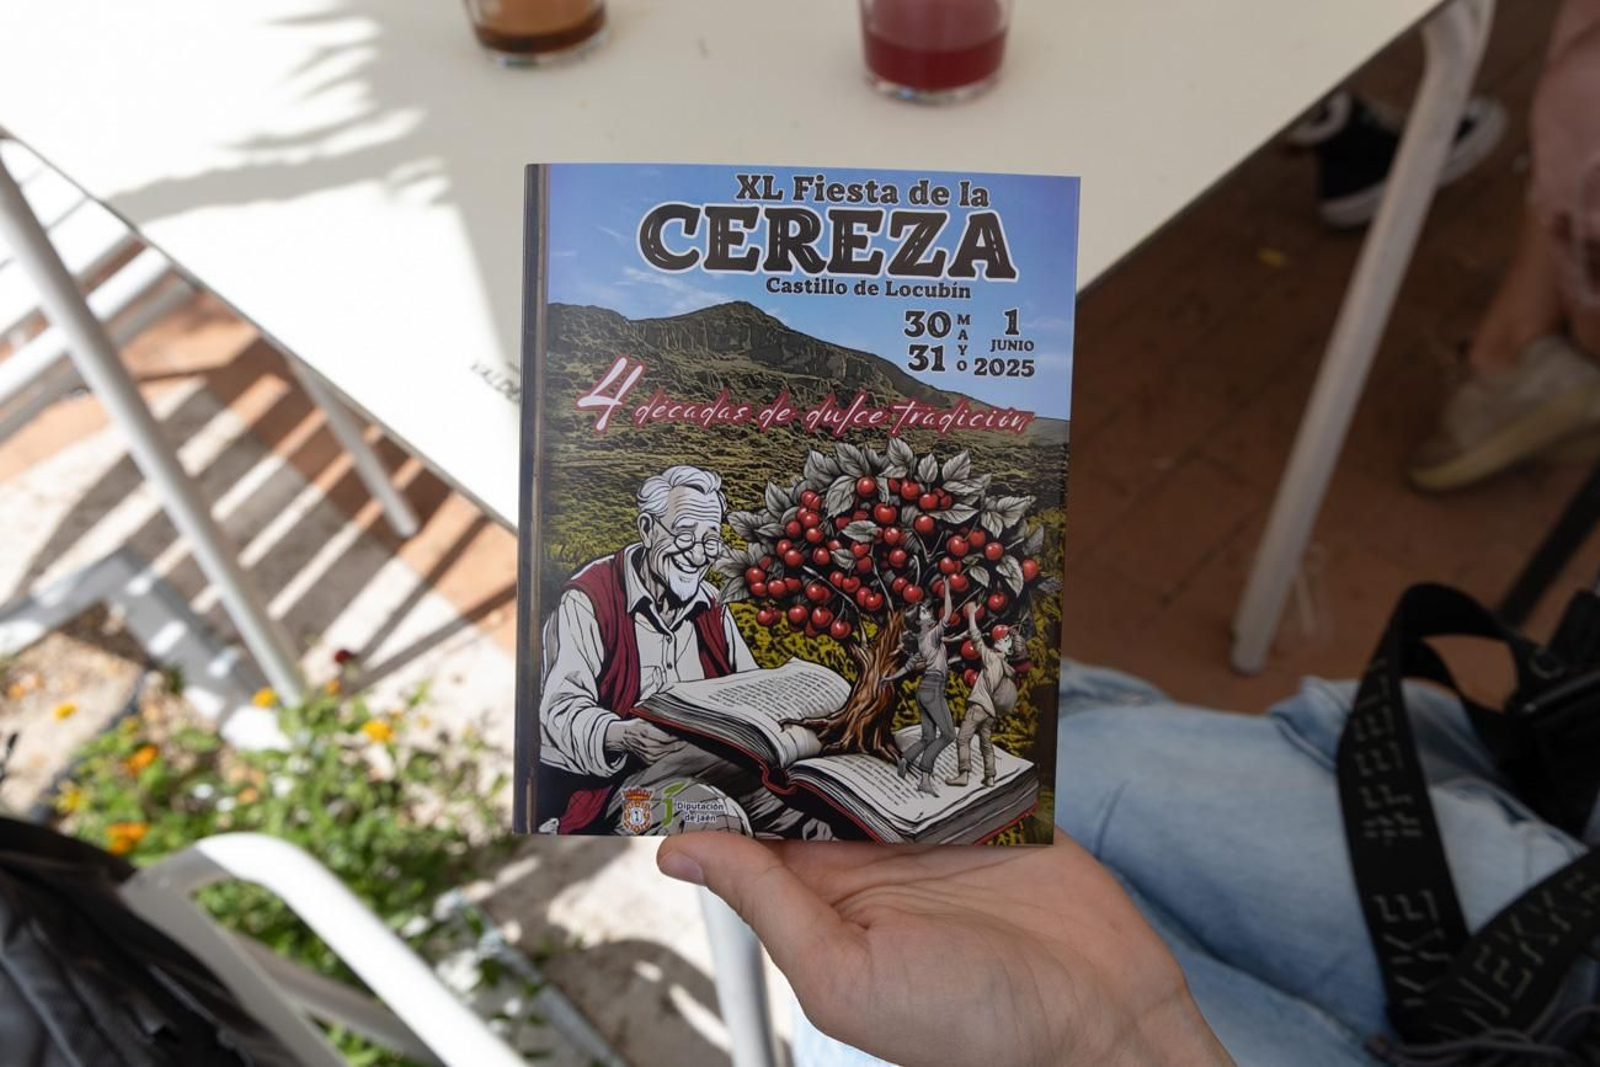 XL Fiesta de la
CEREZA
Castillo de Locubín
30 31 MAYO
1 JUNIO
2025
4 décadas de dulce tradición
Diputación
de Jaén